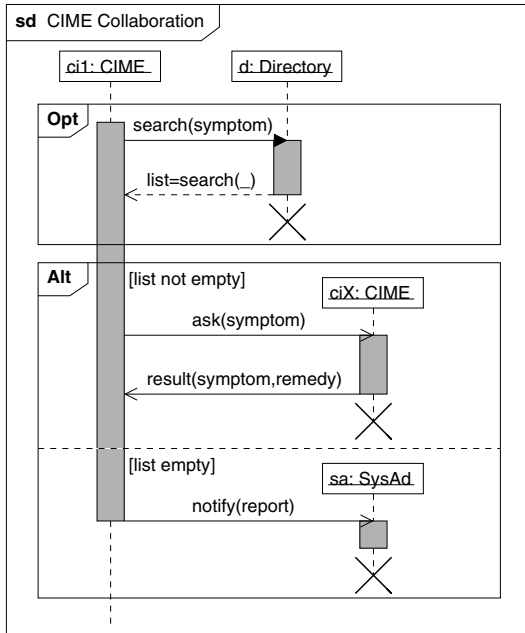 sd CIME Collaboration
ci1: CIME
d: Directory
Opt
search(symptom)
list=search(_)
Alt
[list not empty]
ciX: CIME
ask(symptom)
result(symptom,remedy)
[list empty]
sa: SysAd
notify(report)